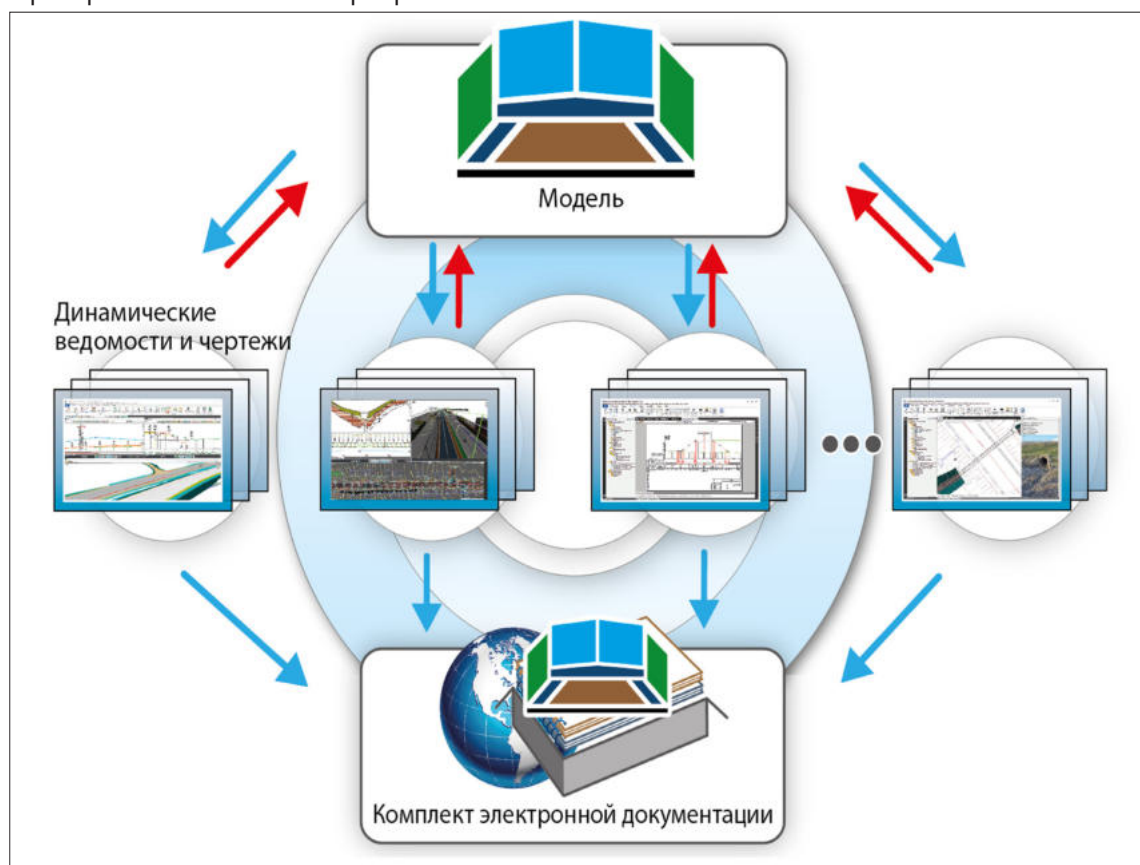 Модель
Динамические
ведомости и чертежи
Комплект электронной документации